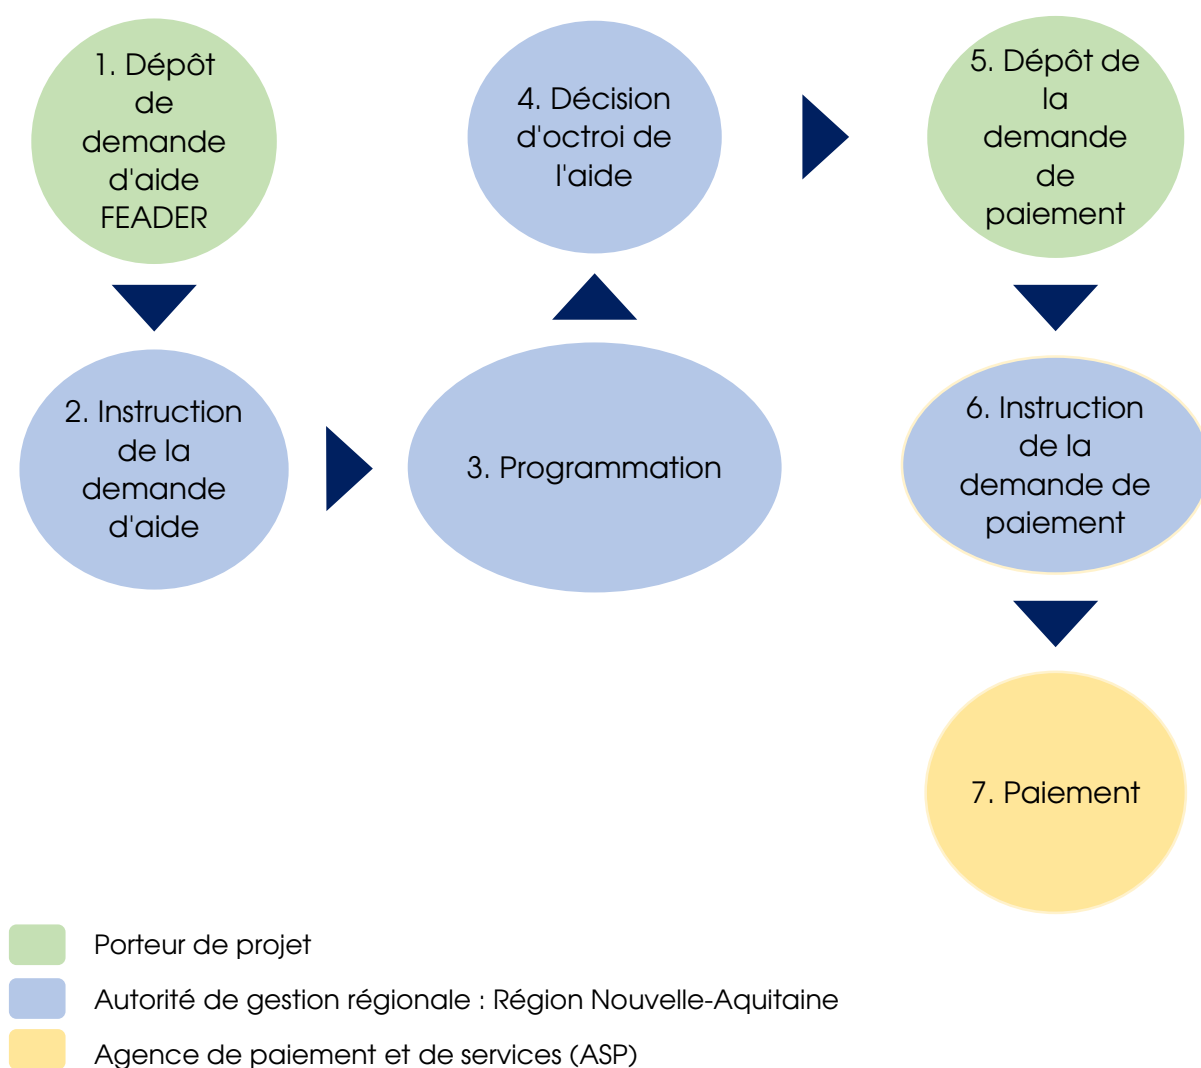 1. Dépôt
de
demande
d'aide
FEADER
2. Instruction
de la
demande
d'aide
3. Programmation
4. Décision
d'octroi de
l'aide
5. Dépôt de
la
demande
de
paiement
6. Instruction
de la
demande de
paiement
7. Paiement
Porteur de projet
Autorité de gestion régionale : Région Nouvelle-Aquitaine
Agence de paiement et de services (ASP)